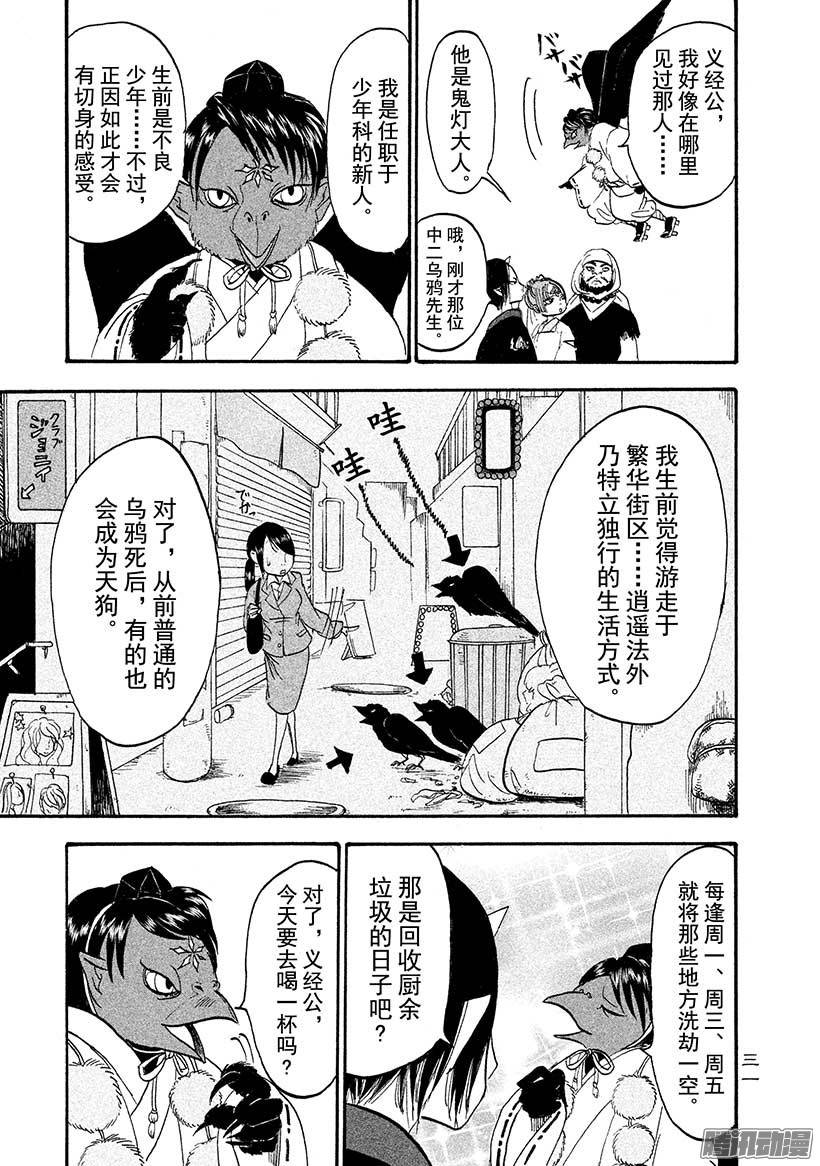 义经公，
我好像在哪里
见过那人……
他是鬼灯大人。
哦，刚才那位
中二乌鸦先生。
我是任职于
少年科的新人。
生前是不良
少年……不过，
正因如此才会
有切身的感受。
我生前觉得游走于
繁华街区……逍遥法外
乃特立独行的生活方式。
哇
哇
对了，从前普通的
乌鸦死后，有的也
会成为天狗。
クラブ
ジョニィ
每逢周一、周三、周五
就将那些地方洗劫一空。
那是回收厨余
垃圾的日子吧？
对了，义经公，
今天要去喝一杯吗？
三一
腾讯动漫